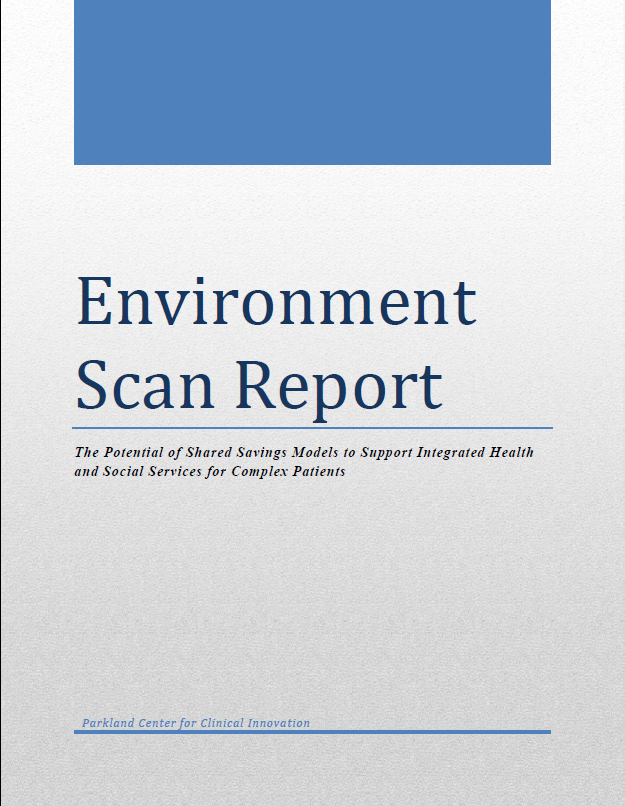 Environment
Scan Report
The Potential of Shared Savings Models to Support Integrated Health
and Social Services for Complex Patients
Parkland Center for Clinical Innovation